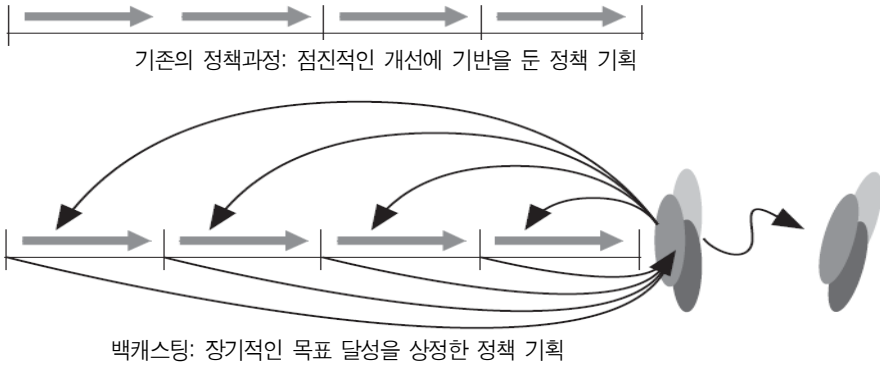 기존의 정책과정: 점진적인 개선에 기반을 둔 정책 기획
백캐스팅: 장기적인 목표 달성을 상정한 정책 기획